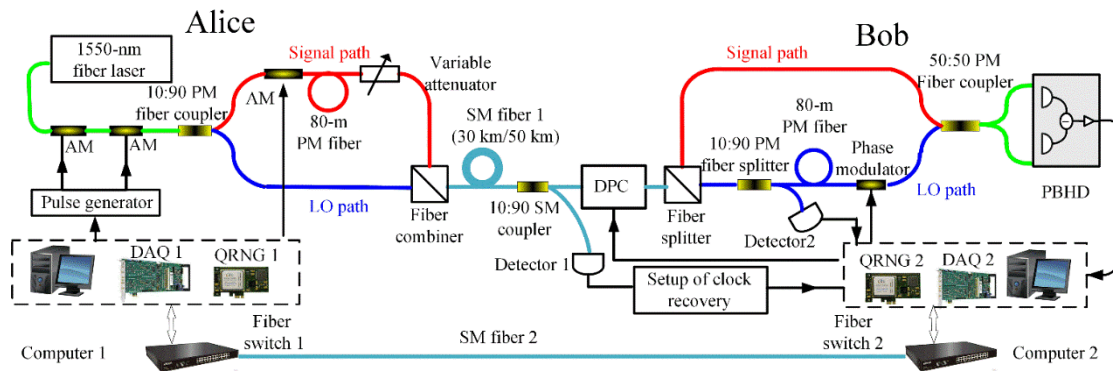 Alice
Bob
1550-nm
fiber laser
10:90 PM
fiber coupler
AM
AM
Pulse generator
Signal path
AM
80-m
PM fiber
Variable
attenuator
LO path
Fiber
combiner
SM fiber 1
(30 km/50 km)
10:90 SM
coupler
DPC
Detector 1
Setup of clock
recovery
Signal path
Fiber
splitter
10:90 PM
fiber splitter
80-m
PM fiber
Phase
modulator
Detector2
LO path
50:50 PM
Fiber coupler
PBHD
DAQ 1
QRNG 1
QRNG 2
DAQ 2
Computer 1
Fiber
switch 1
SM fiber 2
Fiber
switch 2
Computer 2